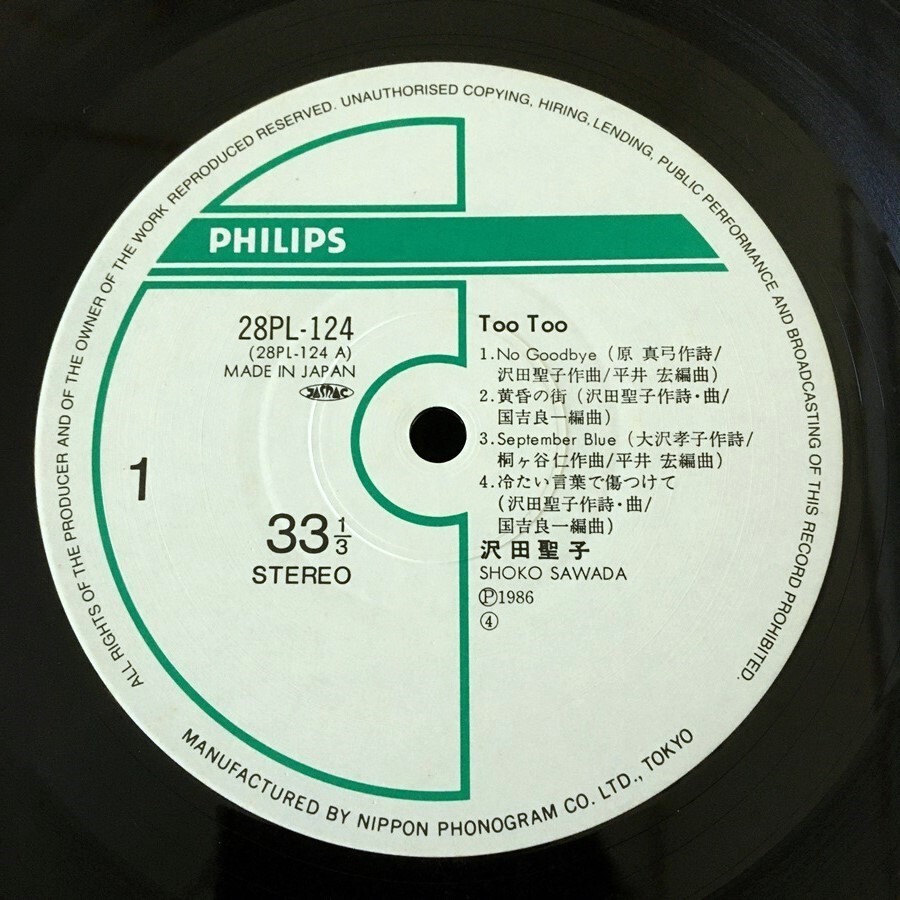 ALL RIGHTS OF THE PRODUCER AND OF THE OWNER OF THE WORK REPRODUCED RESERVED. UNAUTHORISED COPYING, HIRING, LENDING, PUBLIC PERFORMANCE AND BROADCASTING OF THIS RECORD PROHIBITED.
PHILIPS
28PL-124
(28PL-124 A)
MADE IN JAPAN
JASRAC
1
33 1/3
STEREO
Too Too
1. No Goodbye (原 真弓作詩/
沢田聖子作曲/平井 宏編曲)
2. 黄昏の街 (沢田聖子作詩・曲/
国吉良一編曲)
3. September Blue (大沢孝子作詩/
桐ヶ谷仁作曲/平井 宏編曲)
4. 冷たい言葉で傷つけて
(沢田聖子作詩・曲/
国吉良一編曲)
沢田聖子
SHOKO SAWADA
Ⓟ1986
④
MANUFACTURED BY NIPPON PHONOGRAM CO. LTD., TOKYO